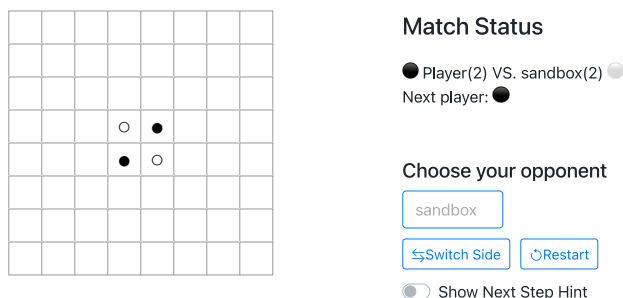 Match Status
Player(2) VS. sandbox(2)
Next player:
Choose your opponent
sandbox
⇆Switch Side
↻Restart
Show Next Step Hint